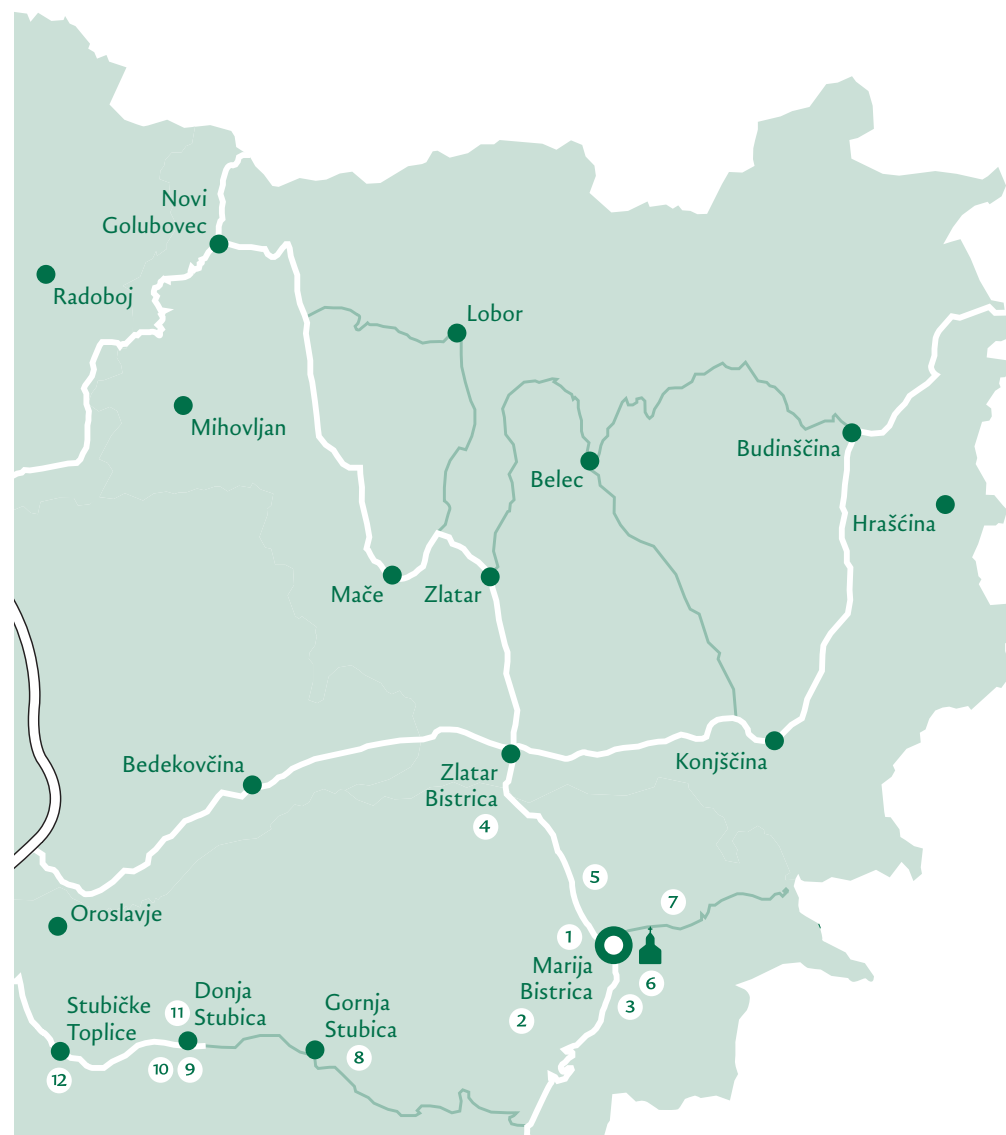 Novi
Golubovec
Radoboj
Lobor
Mihovljan
Budinščina
Belec
Hrašćina
Mače
Zlatar
Bedekovčina
Konjščina
Zlatar
Bistrica
4
5
7
Oroslavje
1
Marija
Bistrica
6
3
2
Stubičke
Toplice
11
Donja
Stubica
Gornja
Stubica
8
10
9
12